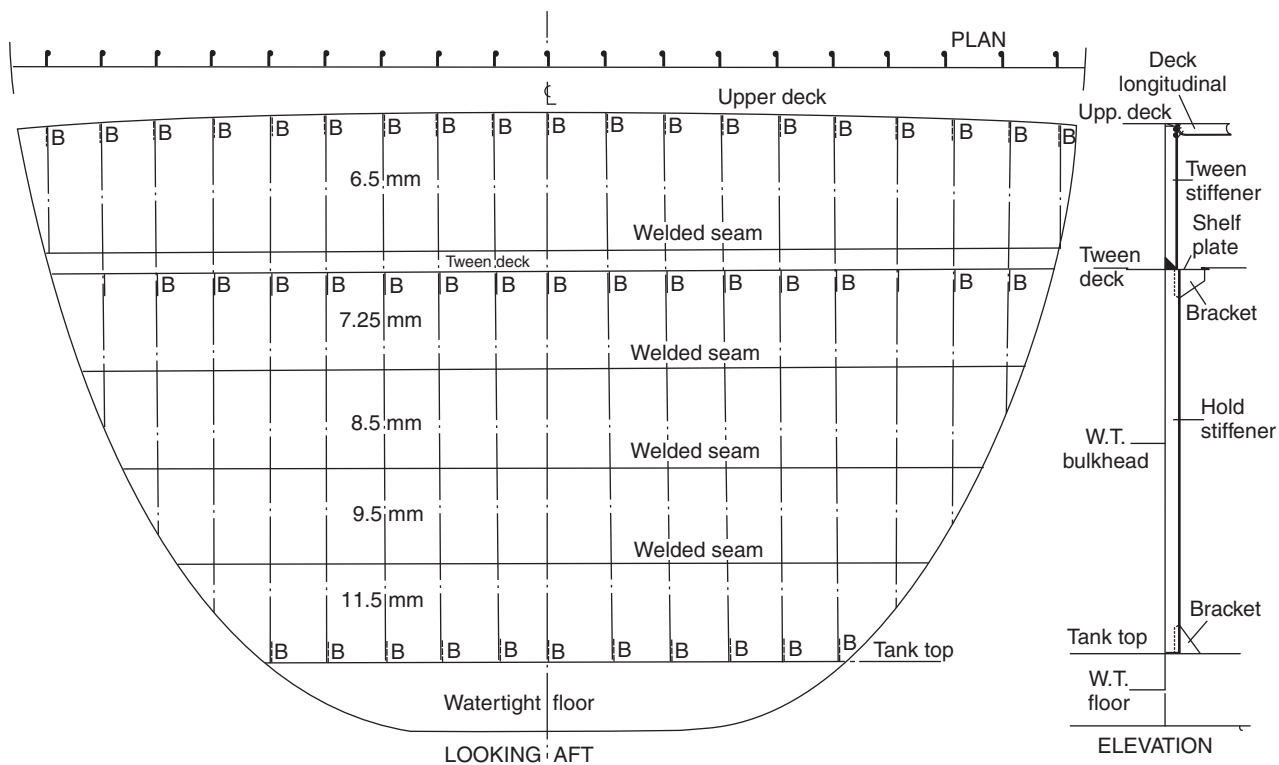 PLAN
℄
Upper deck
B B B B B B B B B B B B B B B B B B B
6.5 mm
Welded seam
Tween deck
B B B B B B B B B B B B B B B
7.25 mm
Welded seam
8.5 mm
Welded seam
9.5 mm
Welded seam
11.5 mm
B B B B B B B B B B B
Tank top
Watertight floor
LOOKING AFT
Deck
longitudinal
Upp. deck
Tween
stiffener
Shelf
plate
Tween
deck
Bracket
Hold
stiffener
W.T.
bulkhead
Bracket
Tank top
W.T.
floor
ELEVATION